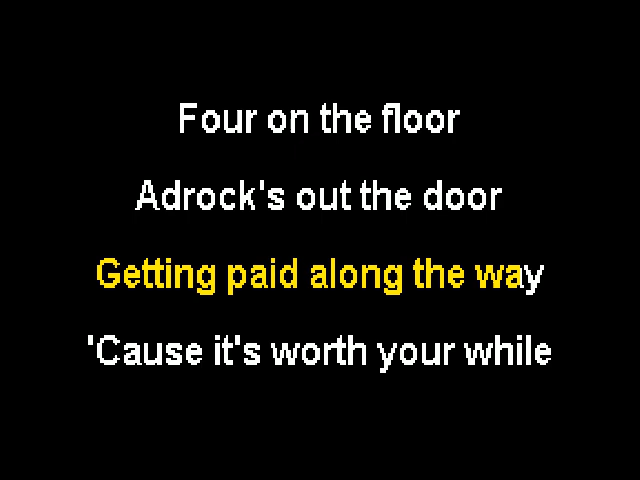 Four on the floor
Adrock's out the door
Getting paid along the way
'Cause it's worth your while